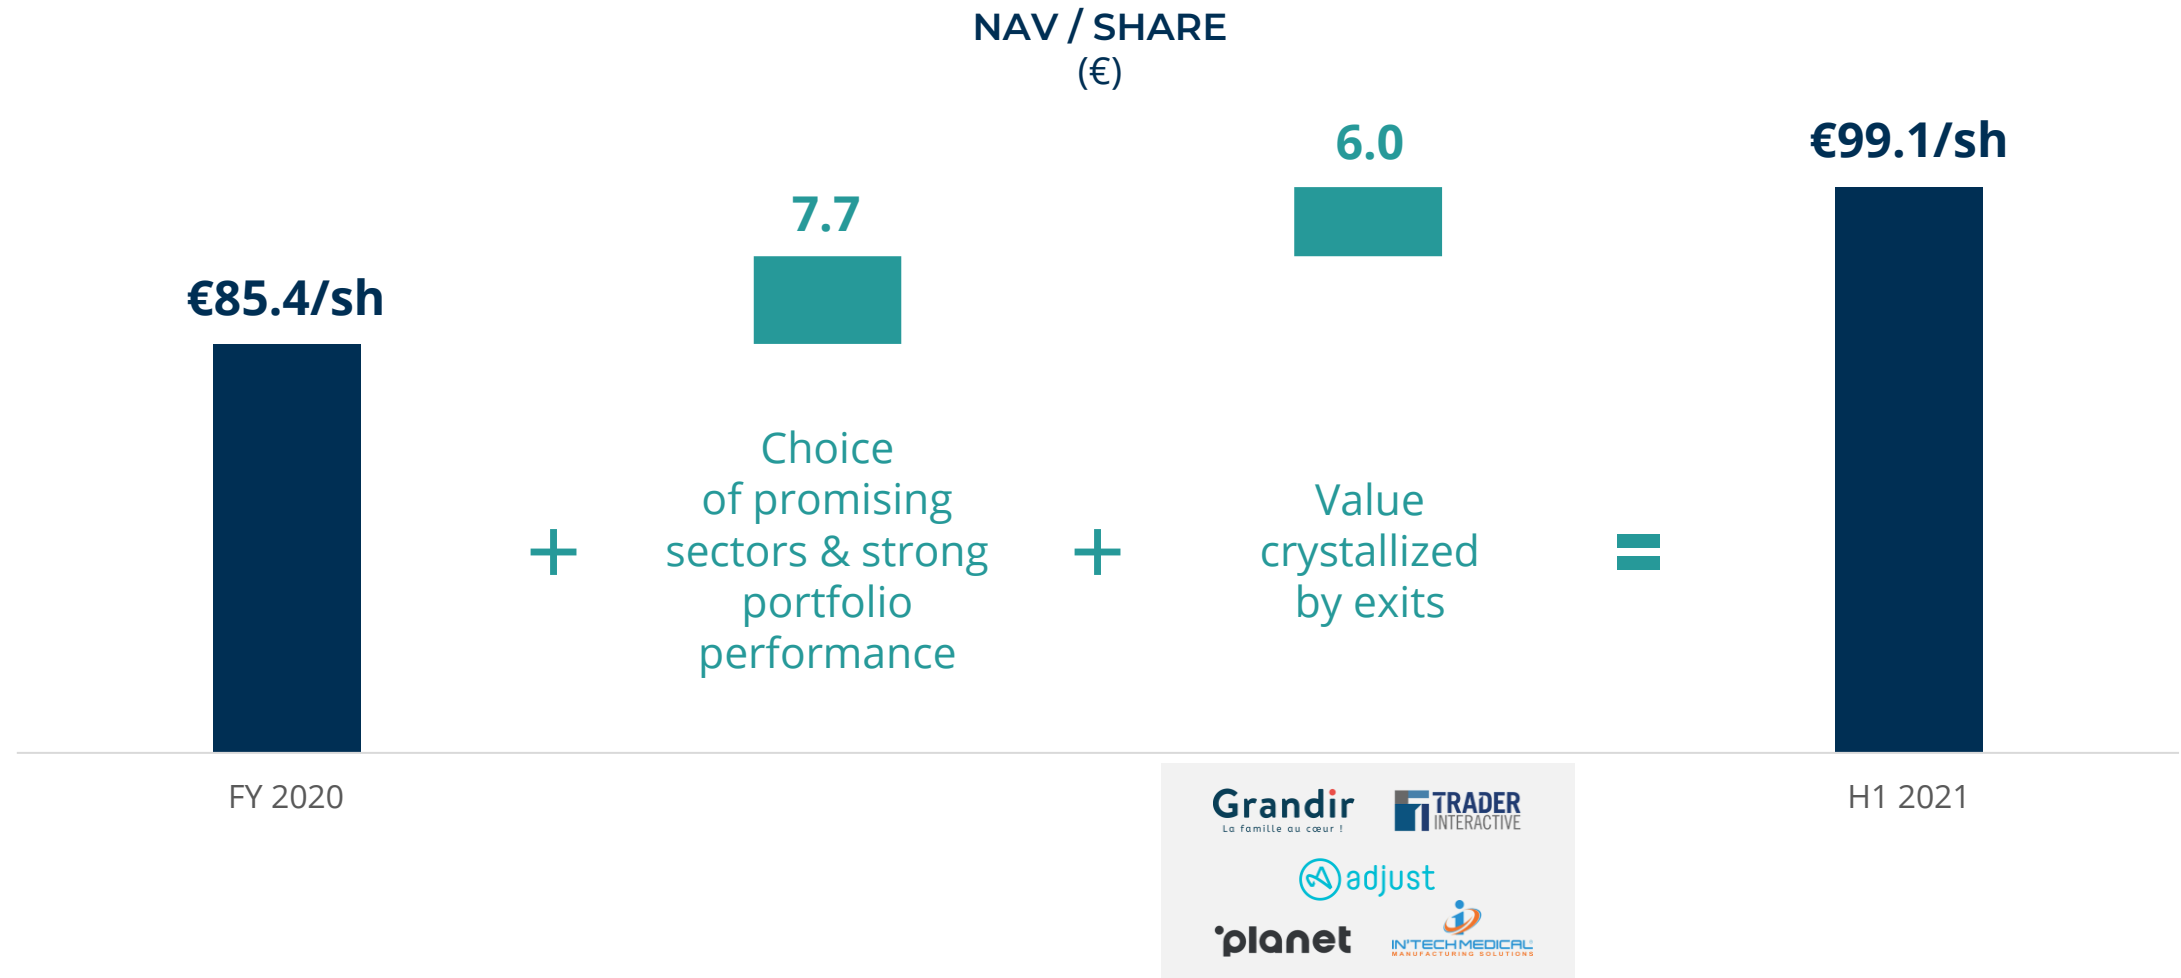 NAV / SHARE
(€)
€85.4/sh
7.7
6.0
€99.1/sh
Choice
of promising
sectors & strong
portfolio
performance
Value
crystallized
by exits
+
+
=
FY 2020
H1 2021
Grandir
La famille au cœur !
TRADER
INTERACTIVE
adjust
planet
IN'TECH MEDICAL
MANUFACTURING SOLUTIONS